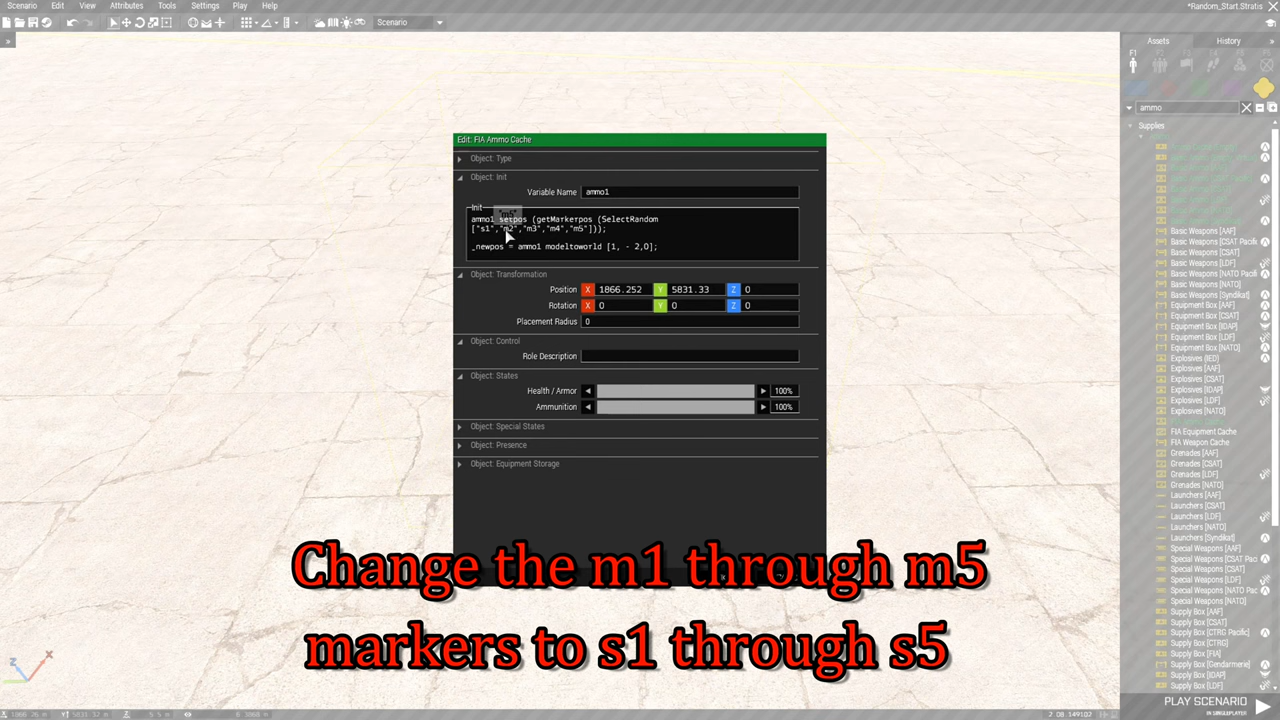 Scenario Edit View Attributes Tools Settings Play Help
*Random_Start.Stratis
Scenario
Assets History
F1
ammo
Supplies
Basic Weapons [AAF]
Basic Weapons [CSAT Pacifi
Basic Weapons [CSAT]
Basic Weapons [LDF]
Basic Weapons [NATO Pacifi
Basic Weapons [NATO]
Basic Weapons [Syndikat]
Equipment Box [AAF]
Equipment Box [CSAT]
Equipment Box [IDAP]
Equipment Box [LDF]
Equipment Box [NATO]
Explosives (IED)
Explosives [AAF]
Explosives [CSAT]
Explosives [IDAP]
Explosives [LDF]
Explosives [NATO]
FIA Equipment Cache
FIA Weapon Cache
Grenades [AAF]
Grenades [CSAT]
Grenades [LDF]
Grenades [NATO]
Launchers [AAF]
Launchers [CSAT]
Launchers [LDF]
Launchers [NATO]
Launchers [Syndikat]
Special Weapons [AAF]
Special Weapons [CSAT Pac
Special Weapons [CSAT]
Special Weapons [LDF]
Special Weapons [NATO Pac
Special Weapons [NATO]
Supply Box [AAF]
Supply Box [CSAT]
Supply Box [CTRG Pacific]
Supply Box [CTRG]
Supply Box [FIA]
Supply Box [Gendarmerie]
Supply Box [IDAP]
Supply Box [LDF]
PLAY SCENARIO
IN SINGLEPLAYER
2.08.149107
Edit: FIA Ammo Cache
Object: Type
Object: Init
Variable Name ammo1
Init
ammo1 setpos (getMarkerpos (SelectRandom
["s1","m2","m3","m4","m5"]));
_newpos = ammo1 modeltoworld [1, - 2,0];
Object: Transformation
Position X 1866.252 Y 5831.33 Z 0
Rotation X 0 Y 0 Z 0
Placement Radius 0
Object: Control
Role Description
Object: States
Health / Armor 100%
Ammunition 100%
Object: Special States
Object: Presence
Object: Equipment Storage
Change the m1 through m5
markers to s1 through s5